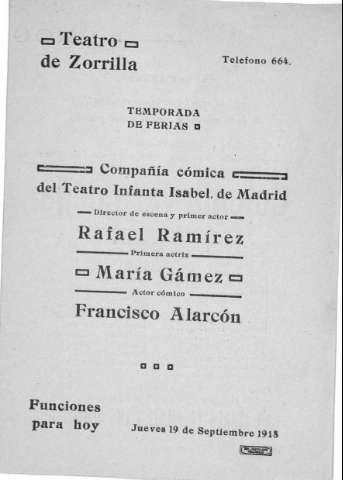 Teatro
de Zorrilla
Telefono 664.
TEMPORADA
DE FERIAS
Compañía cómica
del Teatro Infanta Isabel, de Madrid
Director de escena y primer actor
Rafael Ramírez
Primera actriz
María Gámez
Actor cómico
Francisco Alarcón
Funciones
para hoy
Jueves 19 de Septiembre 1918